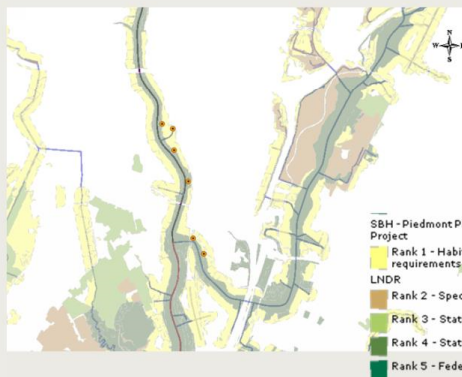 N
W
S
SBH - Piedmont P
Project
Rank 1 - Habi
requirements
LNDR
Rank 2 - Spec
Rank 3 - Stat
Rank 4 - Stat
Rank 5 - Fede